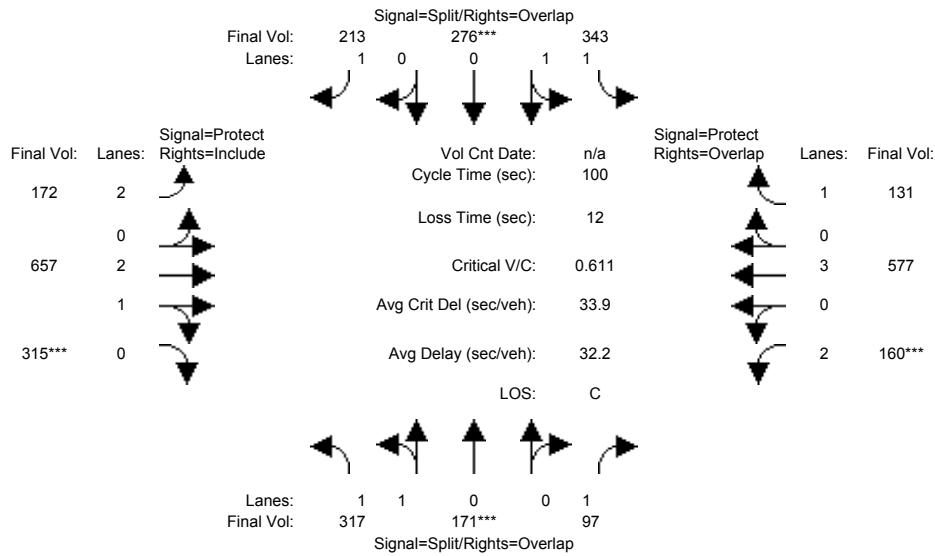 Signal=Split/Rights=Overlap
Final Vol: 213 276*** 343
Lanes: 1 0 0 1 1
Signal=Protect
Final Vol: Lanes: Rights=Include
Vol Cnt Date: n/a
Signal=Protect
Rights=Overlap Lanes: Final Vol:
172 2
Cycle Time (sec): 100
1 131
0
Loss Time (sec): 12
0
657 2
Critical V/C: 0.611
3 577
1
Avg Crit Del (sec/veh): 33.9
0
315*** 0
Avg Delay (sec/veh): 32.2
2 160***
LOS: C
Lanes: 1 1 0 0 1
Final Vol: 317 171*** 97
Signal=Split/Rights=Overlap